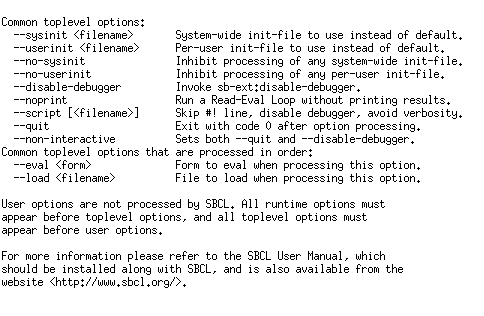 Common toplevel options:
  --sysinit <filename>      System-wide init-file to use instead of default.
  --userinit <filename>     Per-user init-file to use instead of default.
  --no-sysinit              Inhibit processing of any system-wide init-file.
  --no-userinit             Inhibit processing of any per-user init-file.
  --disable-debugger        Invoke sb-ext:disable-debugger.
  --noprint                 Run a Read-Eval Loop without printing results.
  --script [<filename>]     Skip #! line, disable debugger, avoid verbosity.
  --quit                    Exit with code 0 after option processing.
  --non-interactive         Sets both --quit and --disable-debugger.
Common toplevel options that are processed in order:
  --eval <form>             Form to eval when processing this option.
  --load <filename>         File to load when processing this option.

User options are not processed by SBCL. All runtime options must
appear before toplevel options, and all toplevel options must
appear before user options.

For more information please refer to the SBCL User Manual, which
should be installed along with SBCL, and is also available from the
website <http://www.sbcl.org/>.